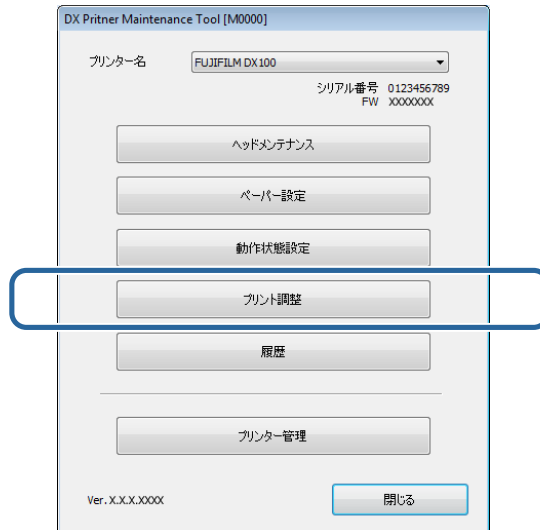 DX Pritner Maintenance Tool [M0000]
プリンター名 FUJIFILM DX100
シリアル番号 0123456789
FW XXXXXXX
ヘッドメンテナンス
ペーパー設定
動作状態設定
プリント調整
履歴
プリンター管理
Ver. X.X.X.XXXX 閉じる